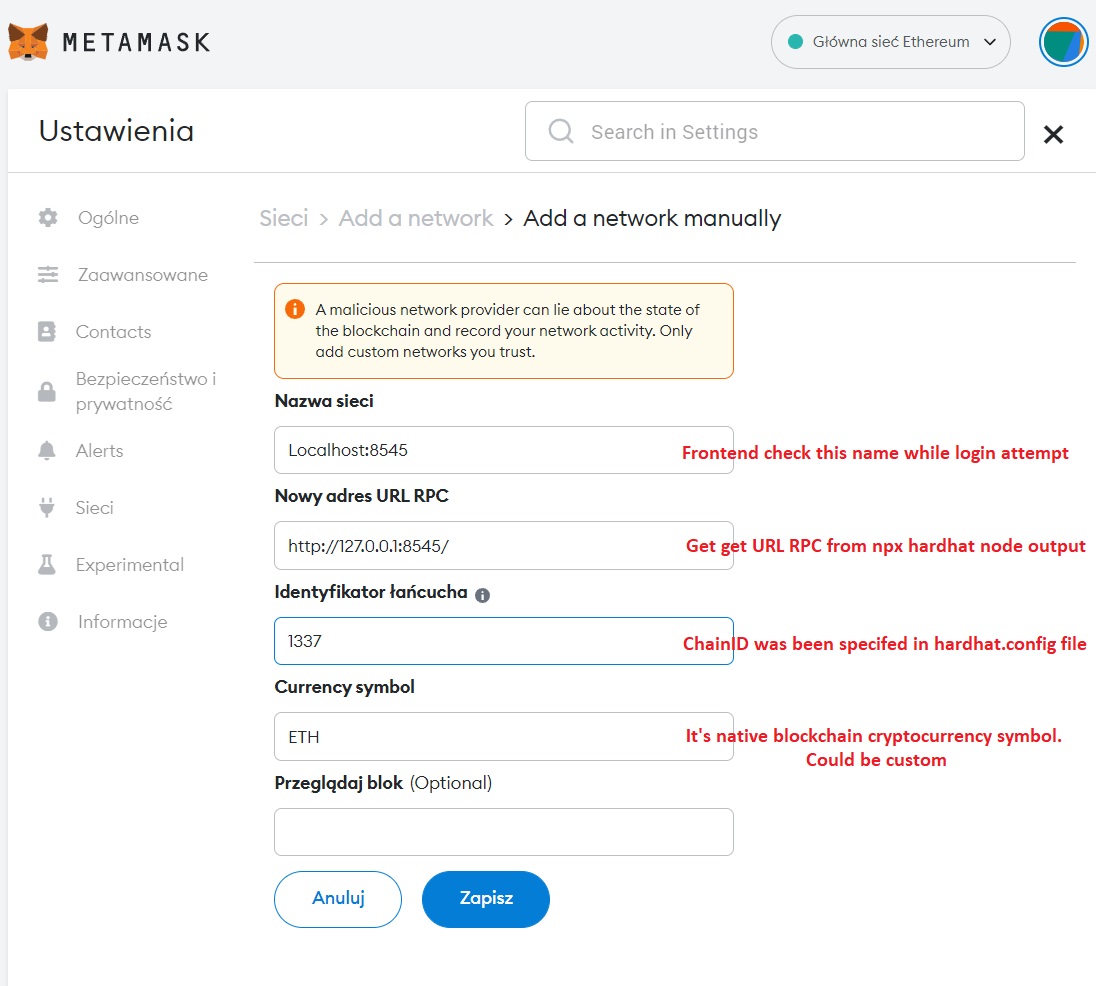 METAMASK
Główna sieć Ethereum
Ustawienia
Search in Settings
Ogólne
Zaawansowane
Contacts
Bezpieczeństwo i
prywatność
Alerts
Sieci
Experimental
Informacje
Sieci > Add a network > Add a network manually
A malicious network provider can lie about the state of
the blockchain and record your network activity. Only
add custom networks you trust.
Nazwa sieci
Localhost:8545
Frontend check this name while login attempt
Nowy adres URL RPC
http://127.0.0.1:8545/
Get get URL RPC from npx hardhat node output
Identyfikator łańcucha
1337
ChainID was been specifed in hardhat.config file
Currency symbol
ETH
It's native blockchain cryptocurrency symbol.
Could be custom
Przeglądaj blok (Optional)
Anuluj
Zapisz